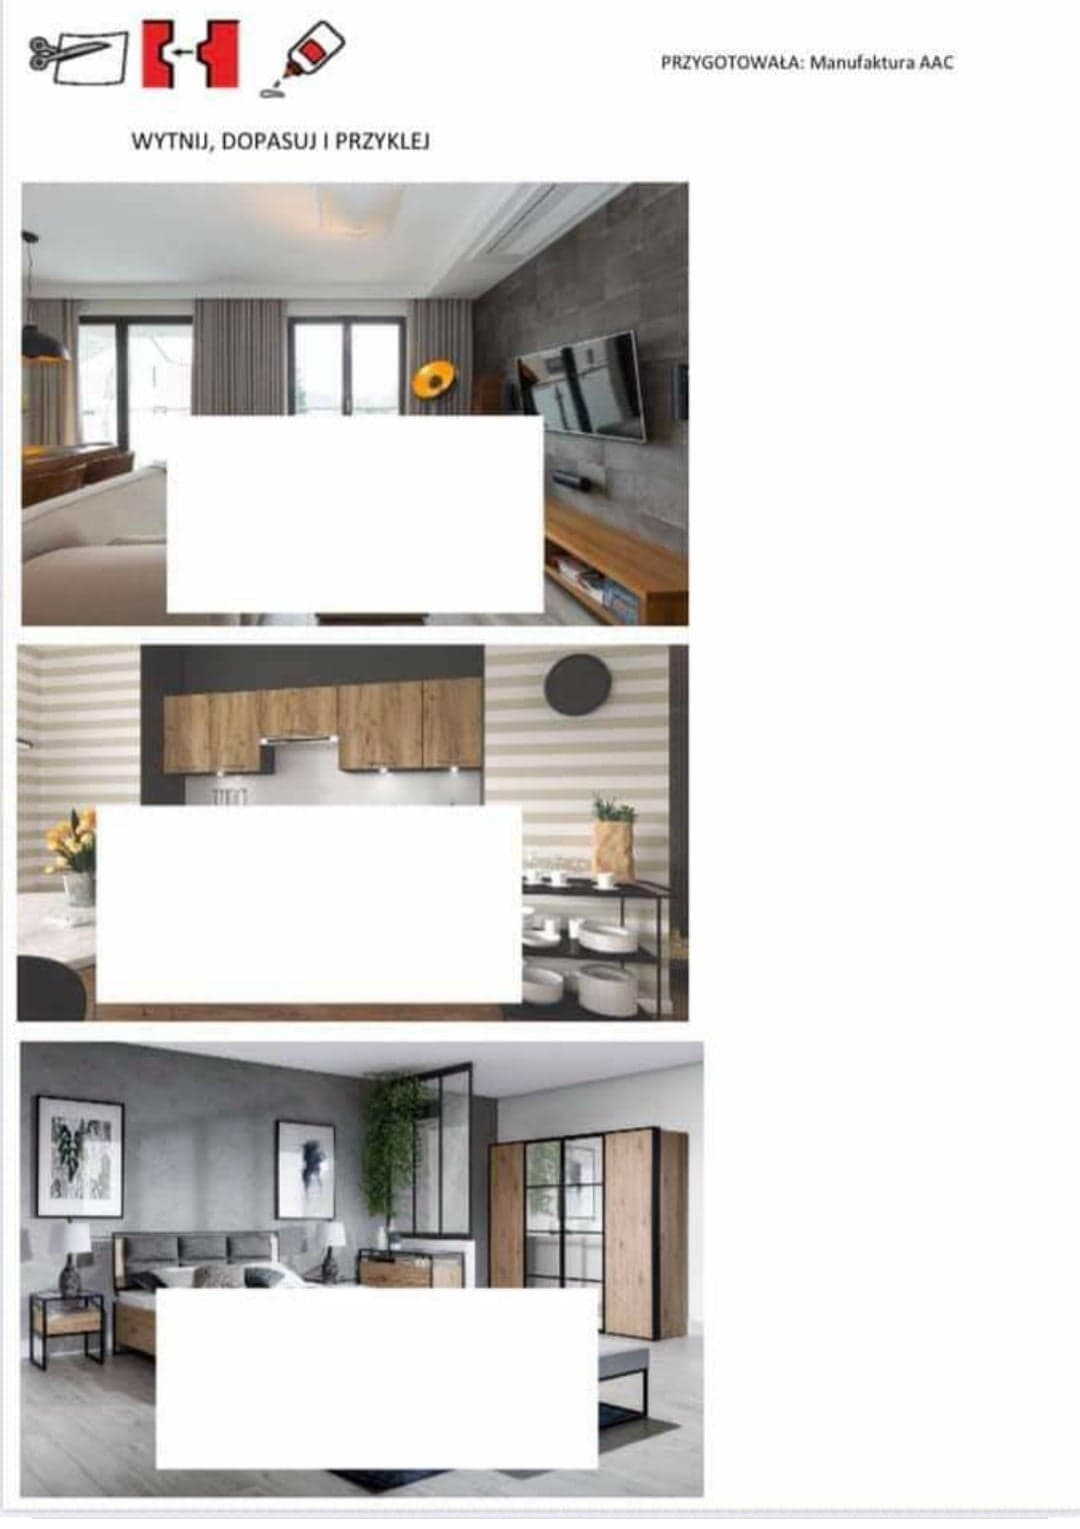 PRZYGOTOWAŁA: Manufaktura AAC
WYTNIJ, DOPASUJ I PRZYKLEJ